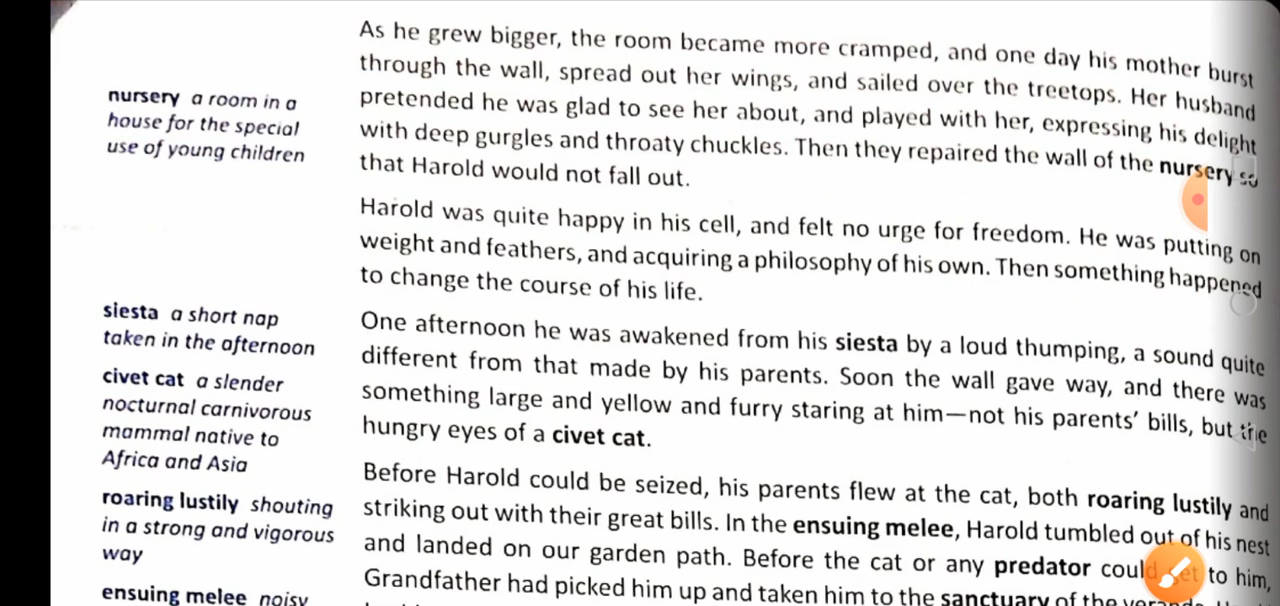 As he grew bigger, the room became more cramped, and one day his mother burst
through the wall, spread out her wings, and sailed over the treetops. Her husband
pretended he was glad to see her about, and played with her, expressing his delight
with deep gurgles and throaty chuckles. Then they repaired the wall of the nursery so
that Harold would not fall out.
nursery a room in a
house for the special
use of young children
Harold was quite happy in his cell, and felt no urge for freedom. He was putting on
weight and feathers, and acquiring a philosophy of his own. Then something happened
to change the course of his life.
One afternoon he was awakened from his siesta by a loud thumping, a sound quite
different from that made by his parents. Soon the wall gave way, and there was
something large and yellow and furry staring at him—not his parents' bills, but the
hungry eyes of a civet cat.
siesta a short nap
taken in the afternoon
civet cat a slender
nocturnal carnivorous
mammal native to
Africa and Asia
Before Harold could be seized, his parents flew at the cat, both roaring lustily and
striking out with their great bills. In the ensuing melee, Harold tumbled out of his nest
and landed on our garden path. Before the cat or any predator could get to him,
Grandfather had picked him up and taken him to the sanctuary of the
roaring lustily shouting
in a strong and vigorous
way
ensuing melee noisy